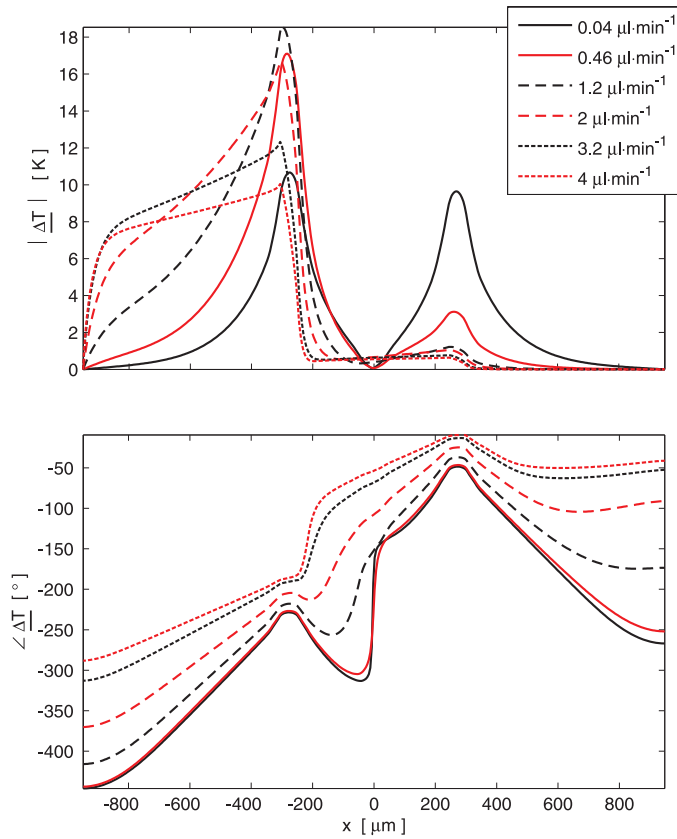 18
16
14
12
10
8
6
4
2
0
| ΔT | [ K]
0.04 µl·min⁻¹
0.46 µl·min⁻¹
1.2 µl·min⁻¹
2 µl·min⁻¹
3.2 µl·min⁻¹
4 µl·min⁻¹
-50
-100
-150
-200
-250
-300
-350
-400
∠ ΔT [ ° ]
-800 -600 -400 -200 0 200 400 600 800
x [ µm]